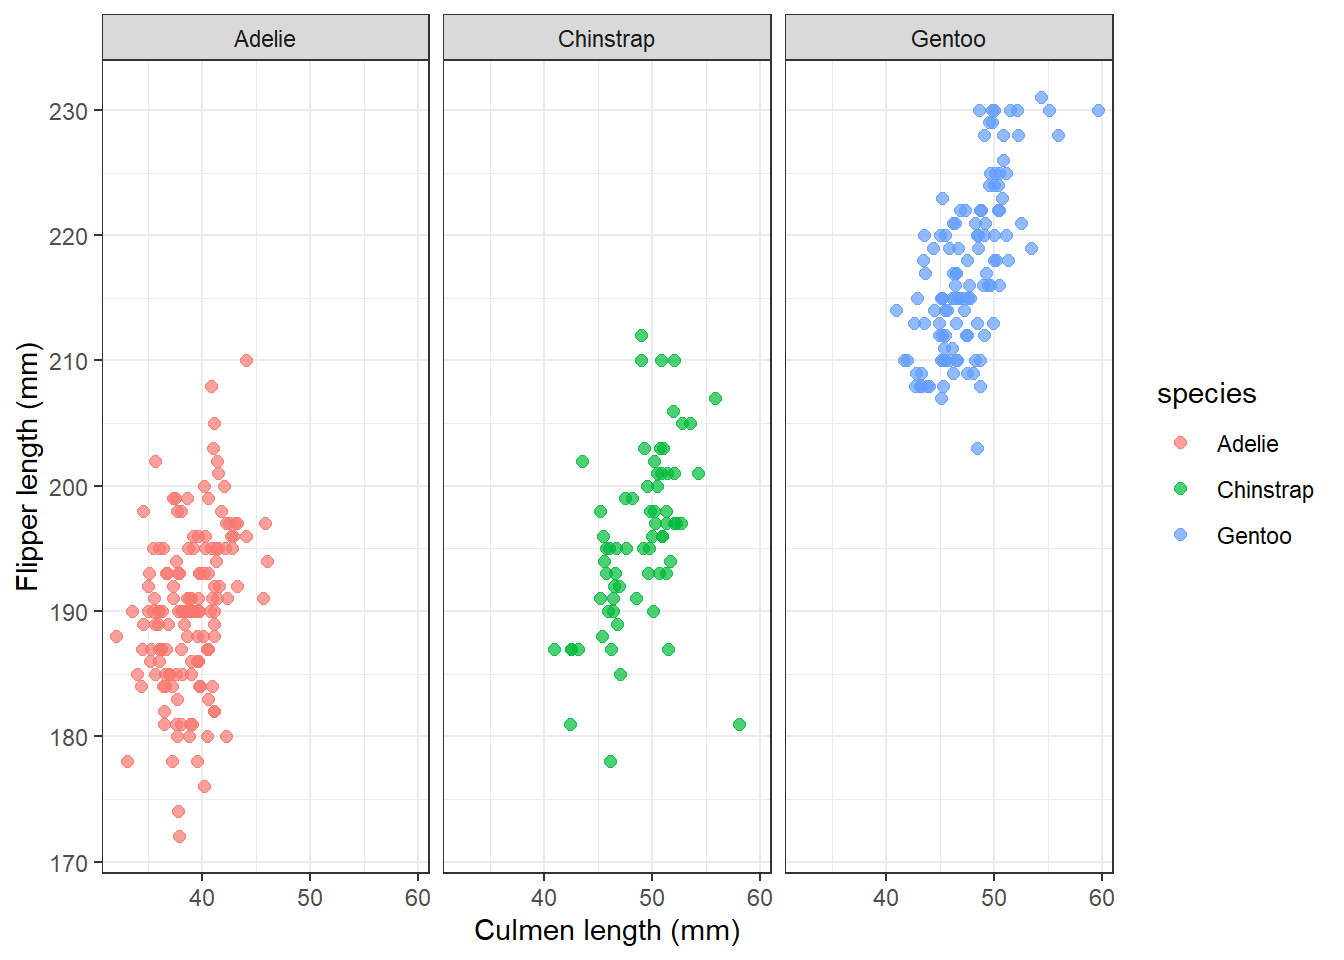 Adelie Chinstrap Gentoo
230
220
210
200
190
180
170
Flipper length (mm)
40 50 60 40 50 60 40 50 60
Culmen length (mm)
species
Adelie
Chinstrap
Gentoo